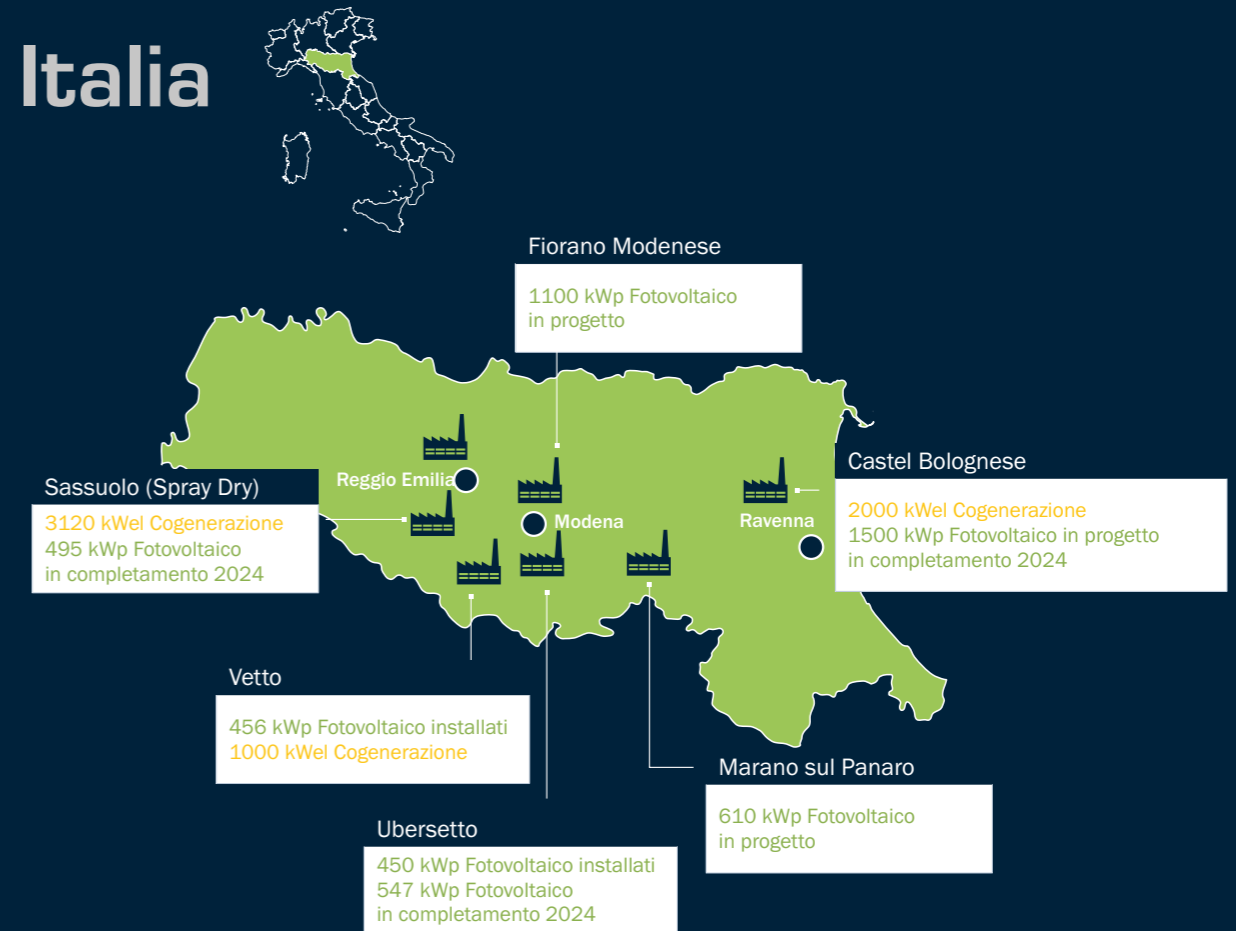 Italia
Fiorano Modenese
1100 kWp Fotovoltaico
in progetto
Reggio Emilia
Modena
Ravenna
Sassuolo (Spray Dry)
3120 kWel Cogenerazione
495 kWp Fotovoltaico
in completamento 2024
Castel Bolognese
2000 kWel Cogenerazione
1500 kWp Fotovoltaico in progetto
in completamento 2024
Vetto
456 kWp Fotovoltaico installati
1000 kWel Cogenerazione
Marano sul Panaro
610 kWp Fotovoltaico
in progetto
Ubersetto
450 kWp Fotovoltaico installati
547 kWp Fotovoltaico
in completamento 2024